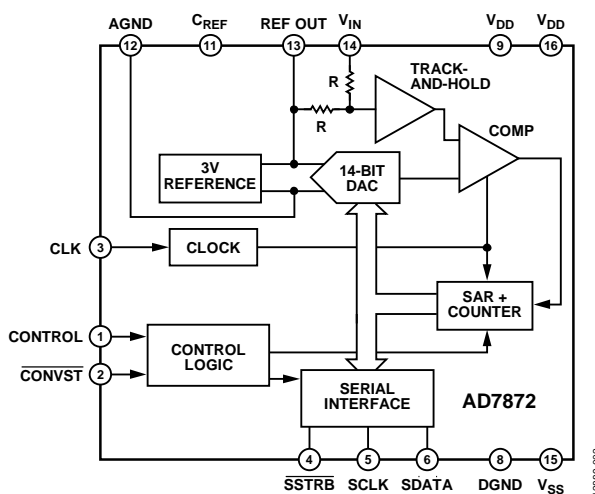 AGND
CREF
REF OUT
VIN
VDD
VDD
12
11
13
14
9
16
R
R
TRACK-
AND-HOLD
COMP
3V
REFERENCE
14-BIT
DAC
CLK
3
CLOCK
SAR +
COUNTER
CONTROL
1
CONVST
2
CONTROL
LOGIC
SERIAL
INTERFACE
AD7872
4
5
6
8
15
SSTRB
SCLK
SDATA
DGND
VSS